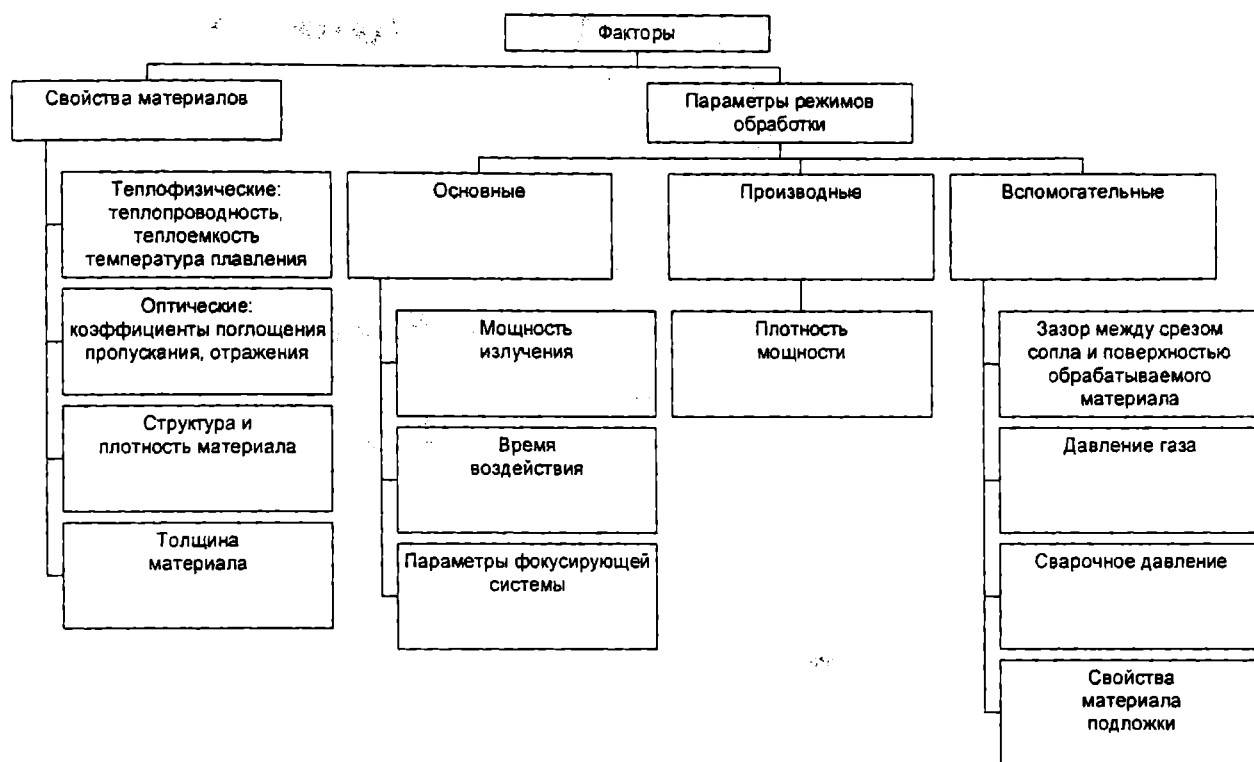 Факторы
Свойства материалов
Параметры режимов
обработки
Теплофизические:
теплопроводность,
теплоемкость
температура плавления
Оптические:
коэффициенты поглощения
пропускания, отражения
Структура и
плотность материала
Толщина
материала
Основные
Мощность
излучения
Время
воздействия
Параметры фокусирующей
системы
Производные
Плотность
мощности
Вспомогательные
Зазор между срезом
сопла и поверхностью
обрабатываемого
материала
Давление газа
Сварочное давление
Свойства
материала
подложки